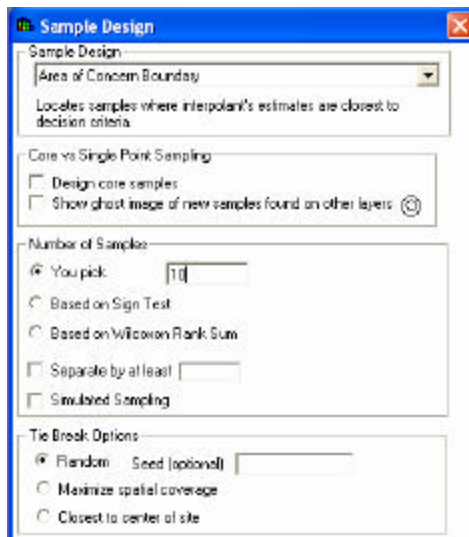 Sample Design
Sample Design
Area of Concern Boundary
Locates samples where interpolant's estimates are closest to
decision criteria
Core vs Single Point Sampling
Design core samples
Show ghost image of new samples found on other layers
Number of Samples
You pick 10
Based on Sign Test
Based on Wilcoxon Rank Sum
Separate by at least
Simulated Sampling
Tie Break Options
Random Seed (optional)
Maximize spatial coverage
Closest to center of site